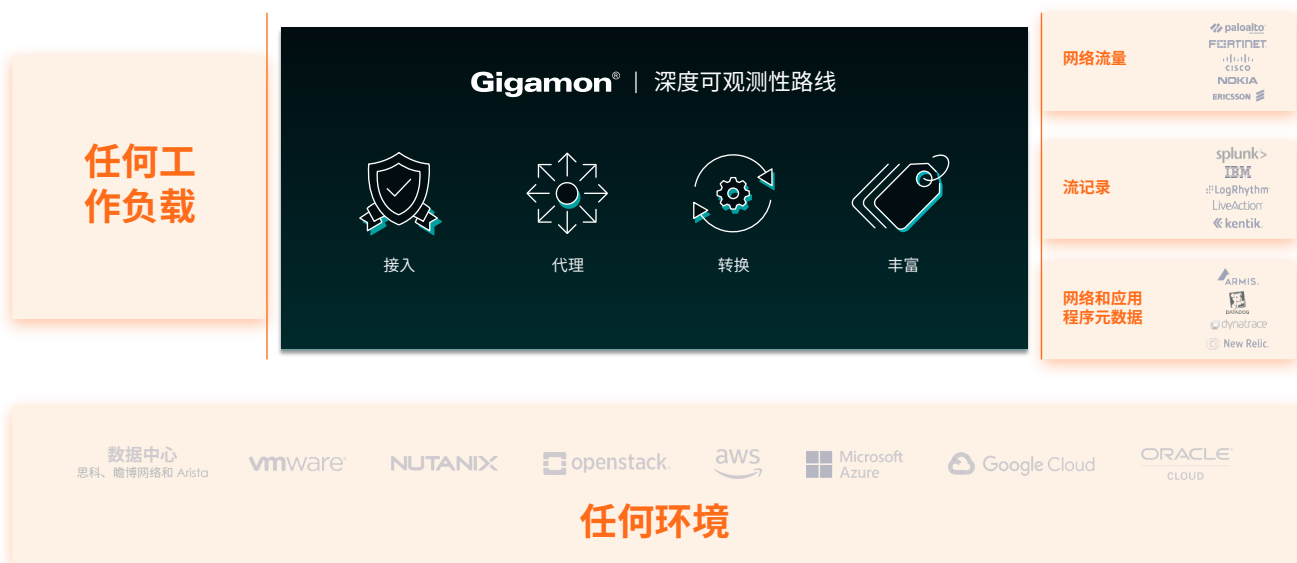 任何工
作负载
Gigamon® | 深度可观测性路线
接入
代理
转换
丰富
网络流量
paloalto
FORTINET
CISCO
NOKIA
ERICSSON
流记录
splunk>
IBM
LogRhythm
LiveAction
kentik
网络和应用
程序元数据
ARMIS.
DATADOG
dynatrace
New Relic.
数据中心
思科、瞻博网络和 Arista
vmware
NUTANIX
openstack.
aws
Microsoft
Azure
Google Cloud
ORACLE
CLOUD
任何环境